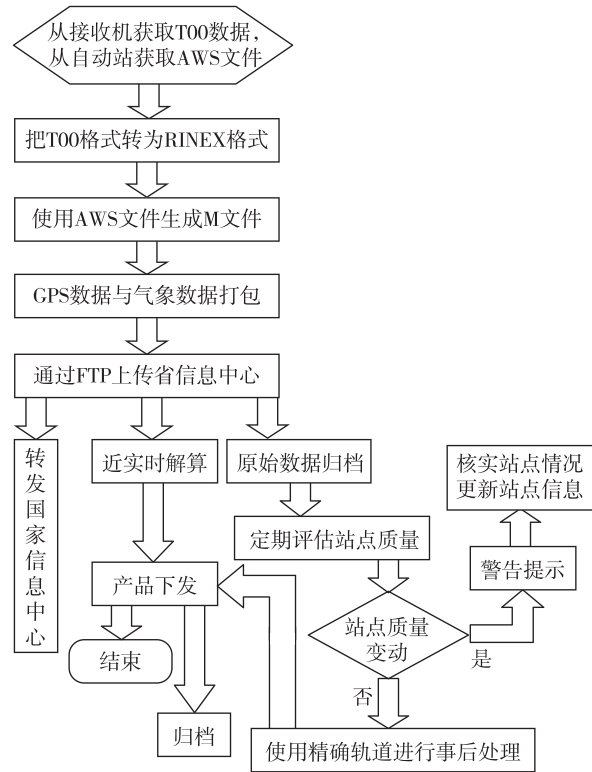 从接收机获取T00数据，
从自动站获取AWS文件
把T00格式转为RINEX格式
使用AWS文件生成M文件
GPS数据与气象数据打包
通过FTP上传省信息中心
转发国家信息中心
近实时解算
原始数据归档
核实站点情况
更新站点信息
定期评估站点质量
产品下发
警告提示
站点质量
变动
是
结束
否
归档
使用精确轨道进行事后处理